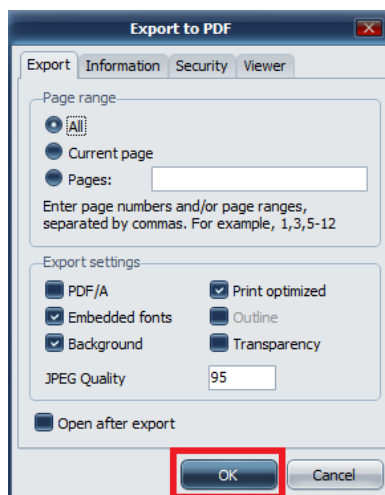 Export to PDF
Export Information Security Viewer
Page range
All
Current page
Pages:
Enter page numbers and/or page ranges,
separated by commas. For example, 1,3,5-12
Export settings
PDF/A Print optimized
Embedded fonts Outline
Background Transparency
JPEG Quality 95
Open after export
OK Cancel